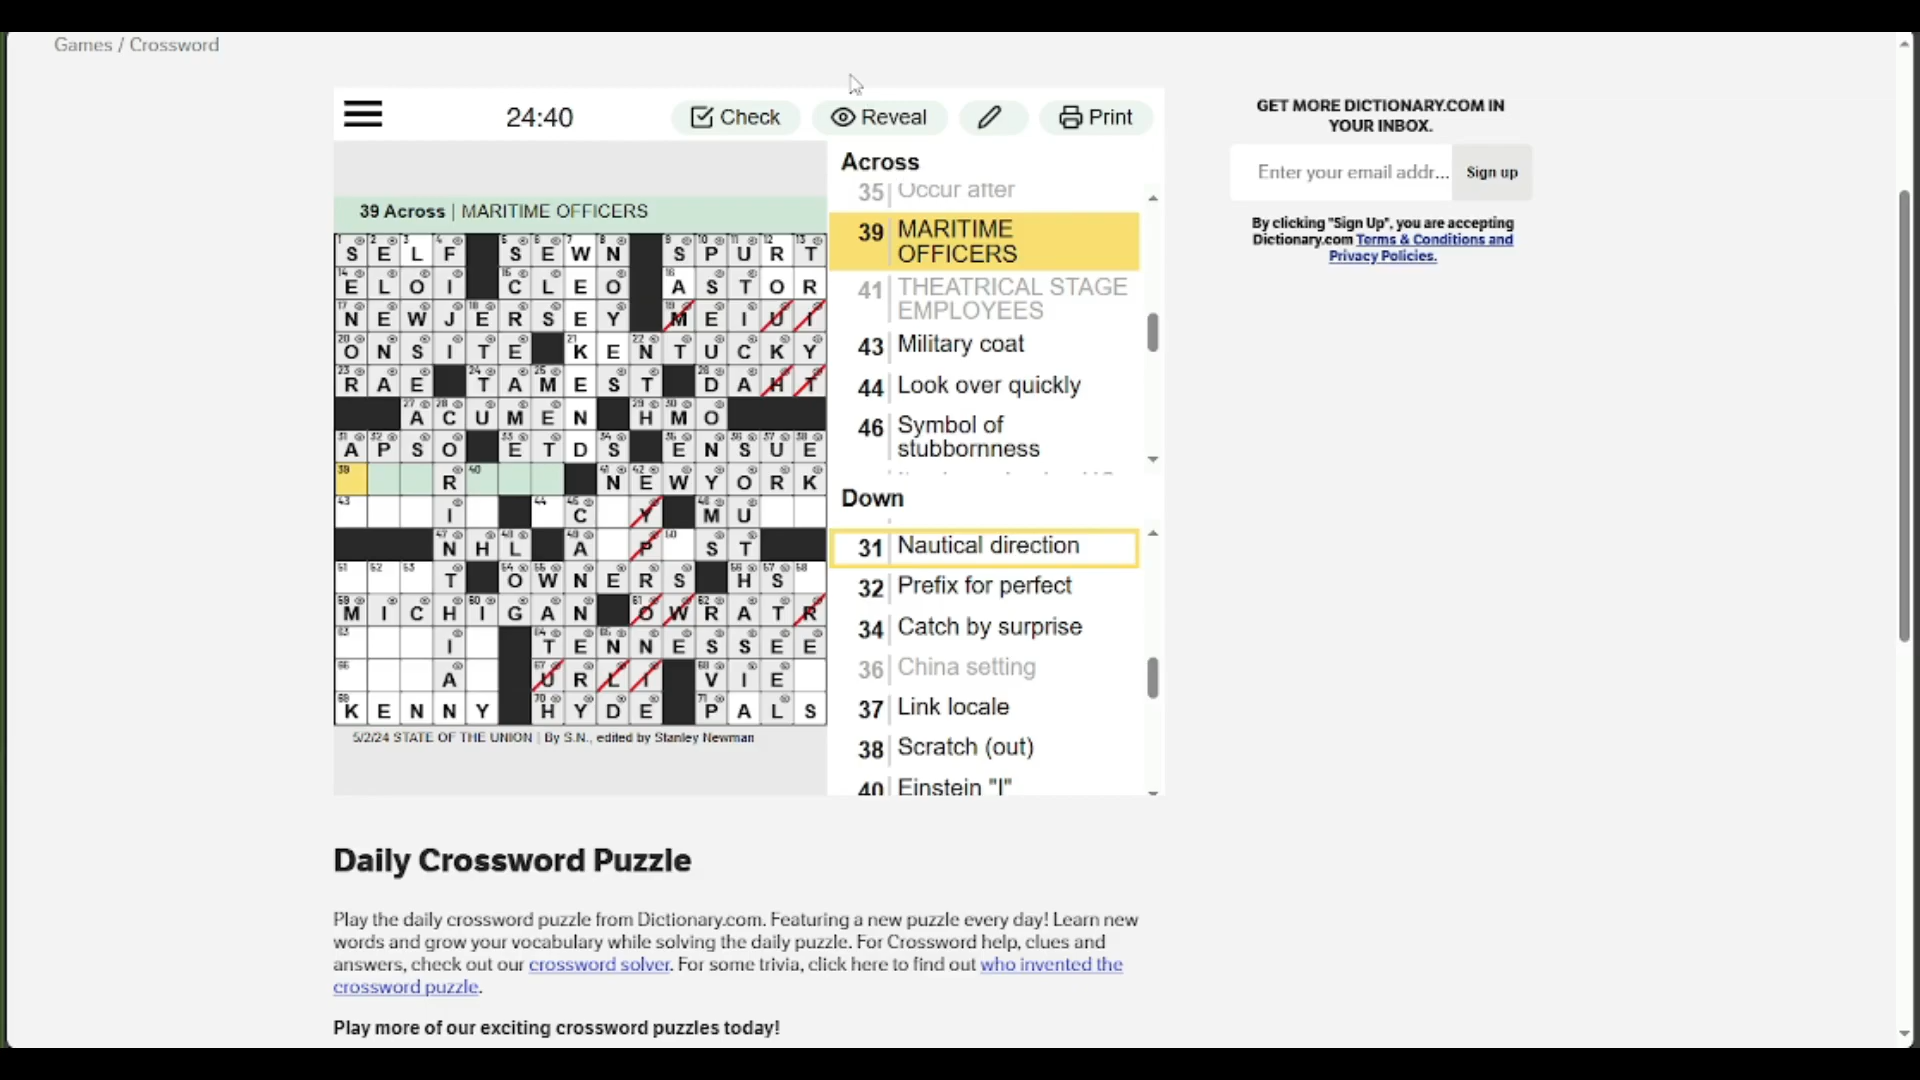 Games / Crossword
24:40
Check
Reveal
Print
39 Across | MARITIME OFFICERS
S E L F S E W N S P U R T
E L O I C L E O A S T O R
N E W J E R S E Y M E I U I
O N S I T E K E N T U C K Y
R A E T A M E S T D A H T
A C U M E N H M O
A P S O E T D S E N S U E
R N E W Y O R K
I C Y M U
N H L A P S T
T O W N E R S H S
M I C H I G A N O W R A T R
I T E N N E S S E E
A U R L I V I E
K E N N Y H Y D E P A L S
5/2/24 STATE OF THE UNION | By S.N., edited by Stanley Newman
Across
35 Occur after
39 MARITIME
OFFICERS
41 THEATRICAL STAGE
EMPLOYEES
43 Military coat
44 Look over quickly
46 Symbol of
stubbornness
Down
31 Nautical direction
32 Prefix for perfect
34 Catch by surprise
36 China setting
37 Link locale
38 Scratch (out)
40 Einstein "I"
GET MORE DICTIONARY.COM IN
YOUR INBOX.
Enter your email addr...
Sign up
By clicking "Sign Up", you are accepting
Dictionary.com Terms & Conditions and
Privacy Policies.
Daily Crossword Puzzle
Play the daily crossword puzzle from Dictionary.com. Featuring a new puzzle every day! Learn new
words and grow your vocabulary while solving the daily puzzle. For Crossword help, clues and
answers, check out our crossword solver. For some trivia, click here to find out who invented the
crossword puzzle.
Play more of our exciting crossword puzzles today!